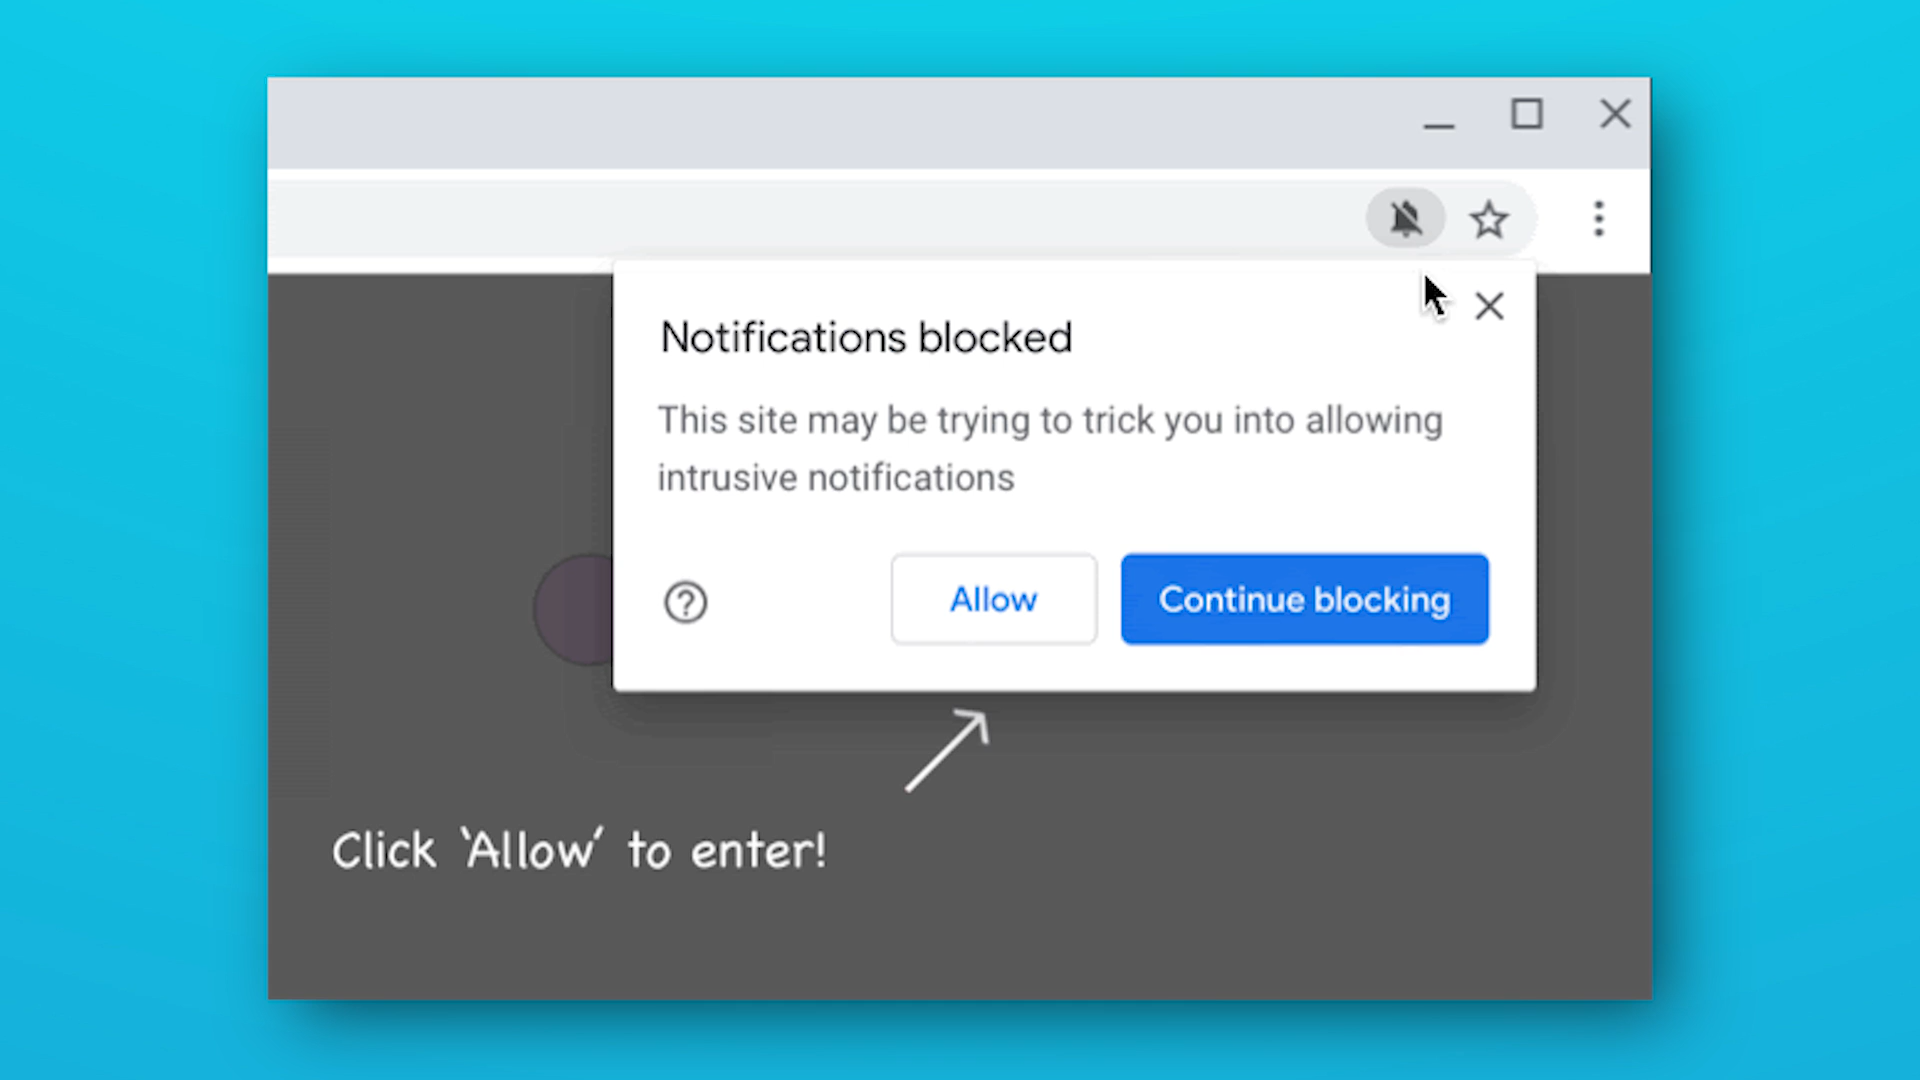 Notifications blocked
This site may be trying to trick you into allowing
intrusive notifications
Allow
Continue blocking
Click ‘Allow’ to enter!